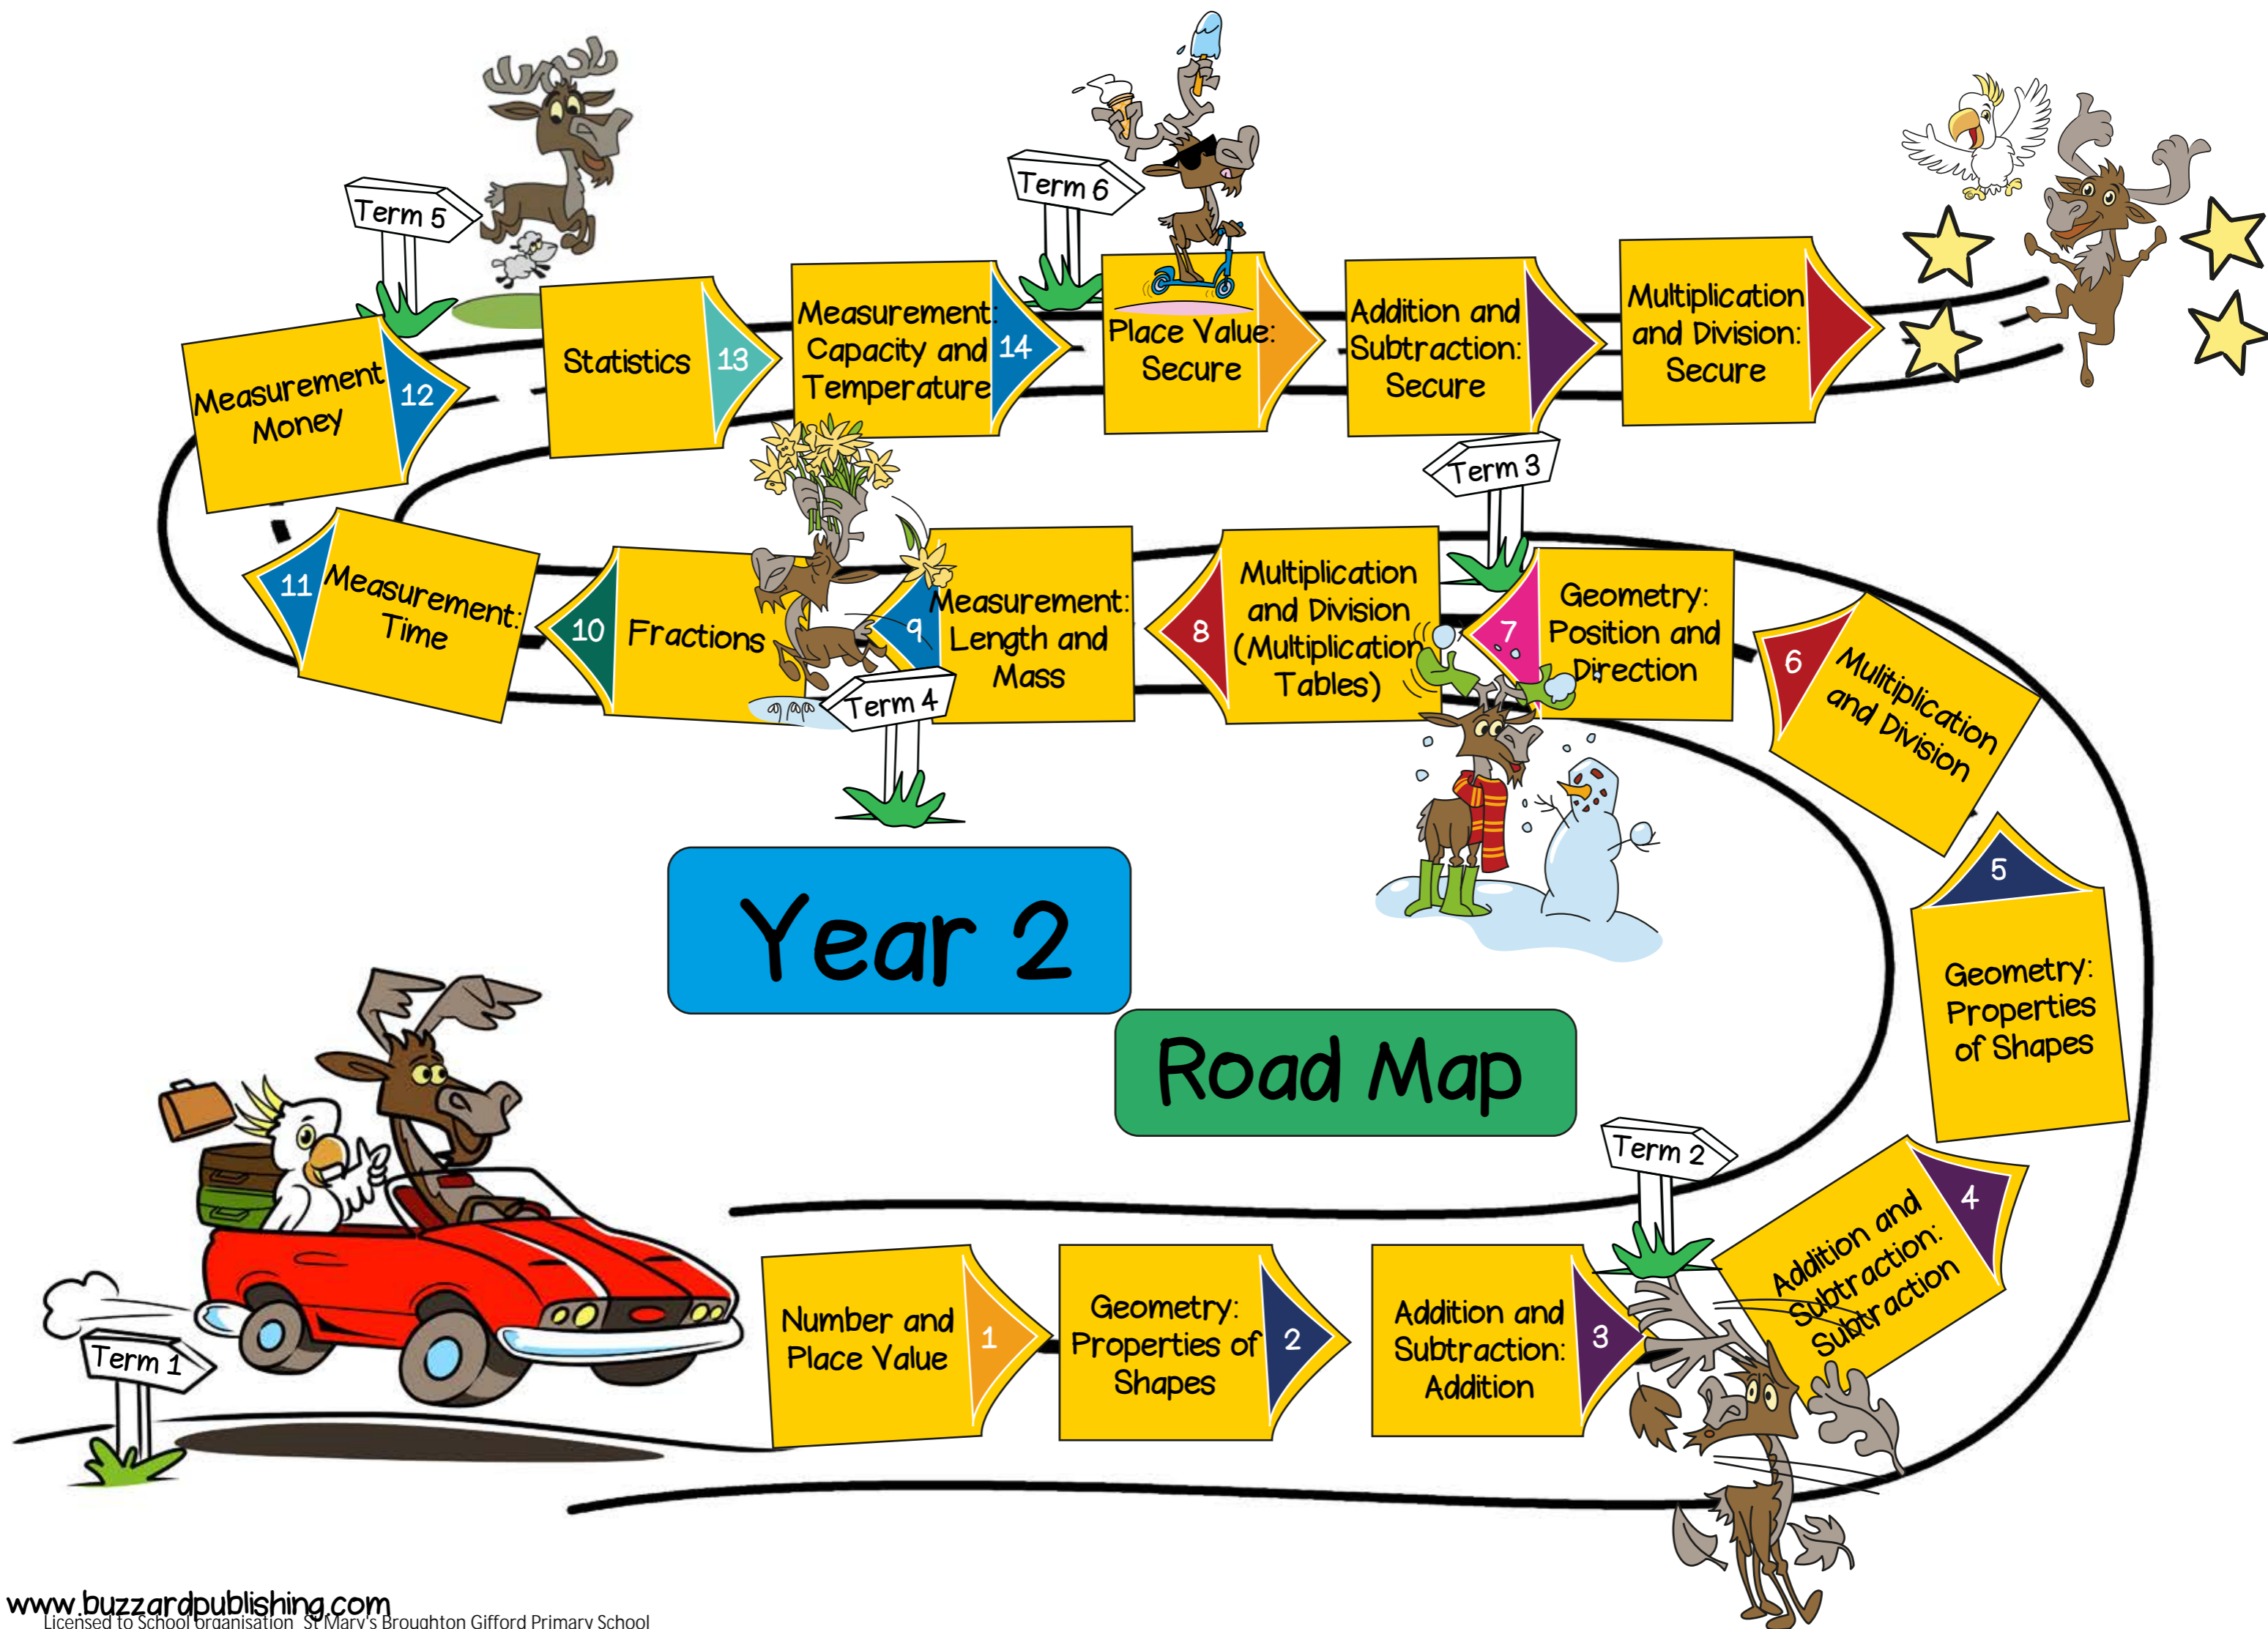 Term 5
Term 6
Measurement
Money
12
Statistics
13
Measurement:
Capacity and
Temperature
14
Place Value:
Secure
Addition and
Subtraction:
Secure
Multiplication
and Division:
Secure
Term 3
11
Measurement:
Time
10
Fractions
9
Measurement:
Length and
Mass
8
Multiplication
and Division
(Multiplication
Tables)
7
Geometry:
Position and
Direction
6
Mulitiplication
and Division
Term 4
5
Geometry:
Properties
of Shapes
Year 2
Road Map
Term 2
4
Addition and
Subtraction:
Subtraction
Term 1
Number and
Place Value
1
Geometry:
Properties of
Shapes
2
Addition and
Subtraction:
Addition
3
www.buzzardpublishing.com
Licensed to School organisation St Mary's Broughton Gifford Primary School